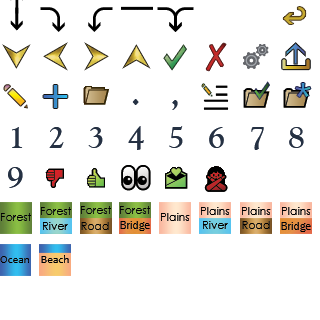 . ,
1 2 3 4 5 6 7 8
9
Forest Forest River Forest Road Forest Bridge Plains Plains River Plains Road Plains Bridge
Ocean Beach